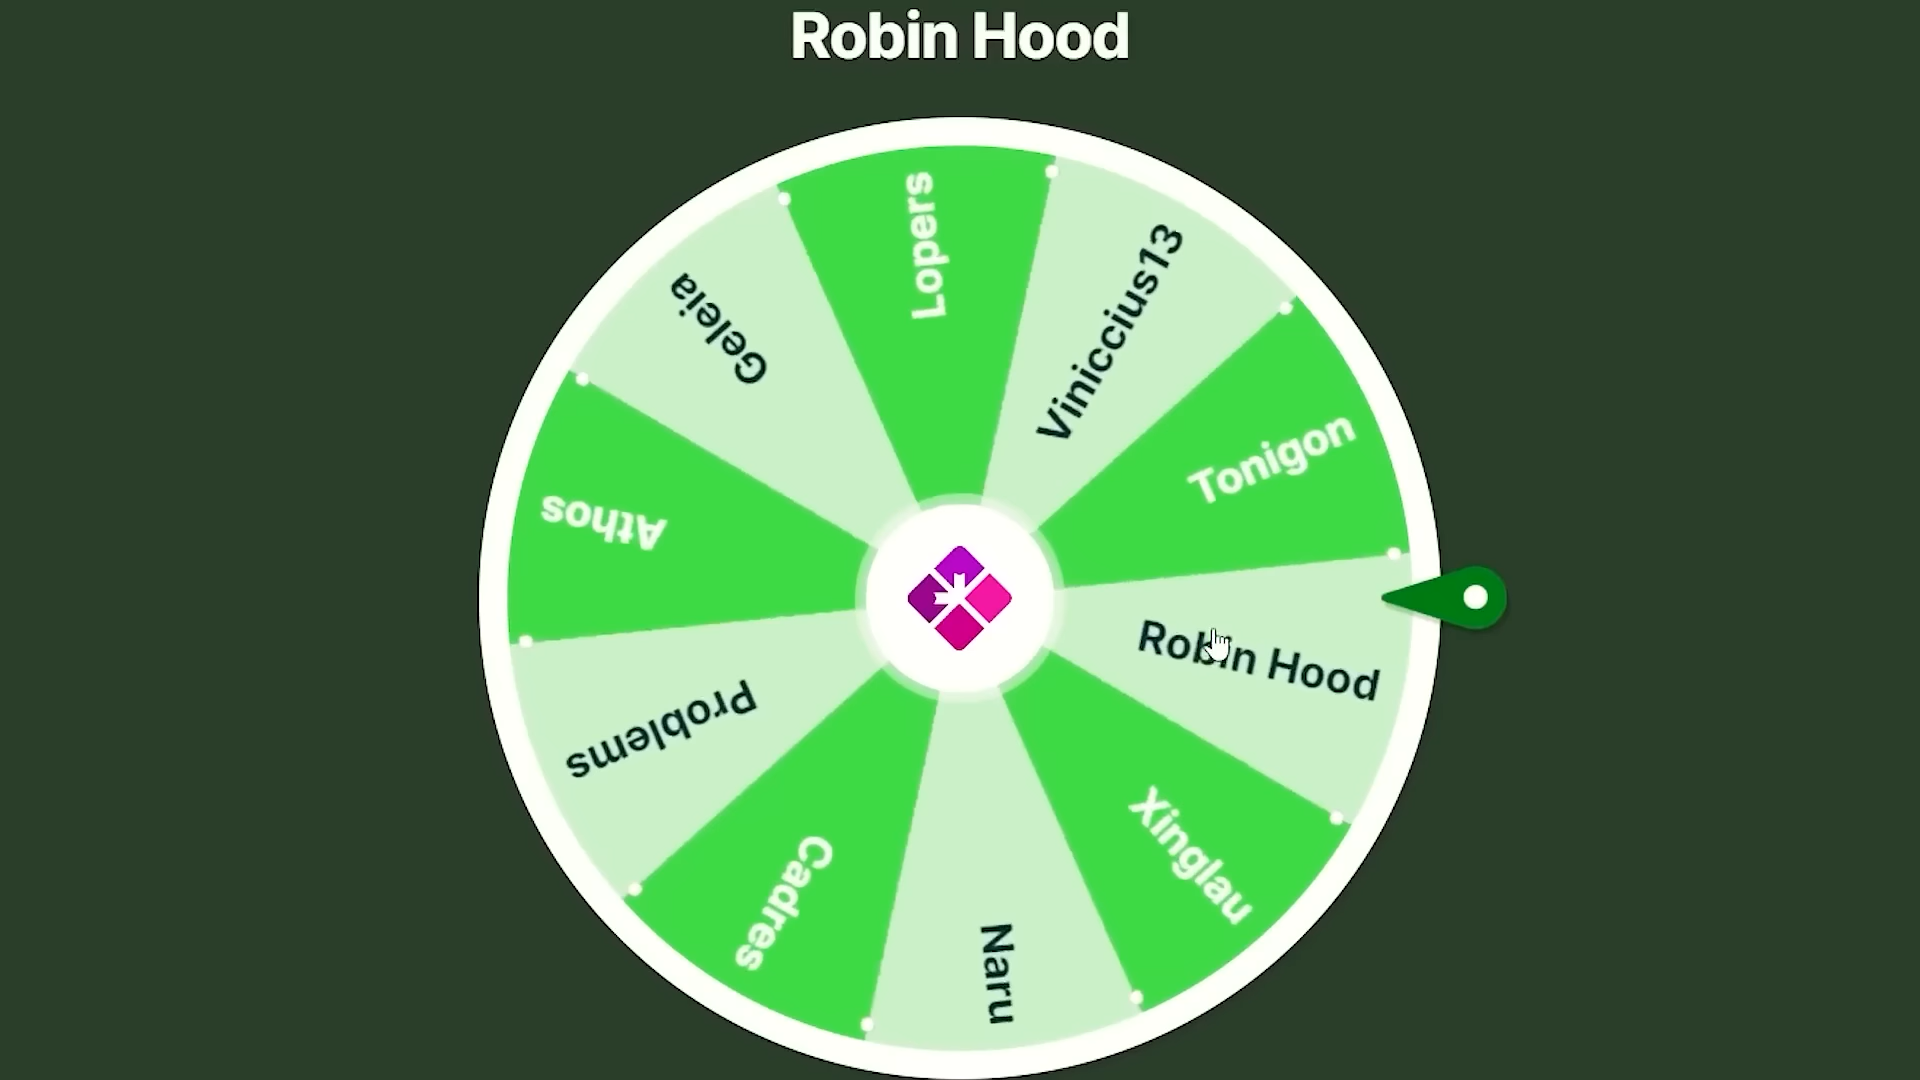 Robin Hood
Lopers
Viniccius13
Tonigon
Robin Hood
Xinglau
Naru
Cadres
Problems
Athos
Geleia